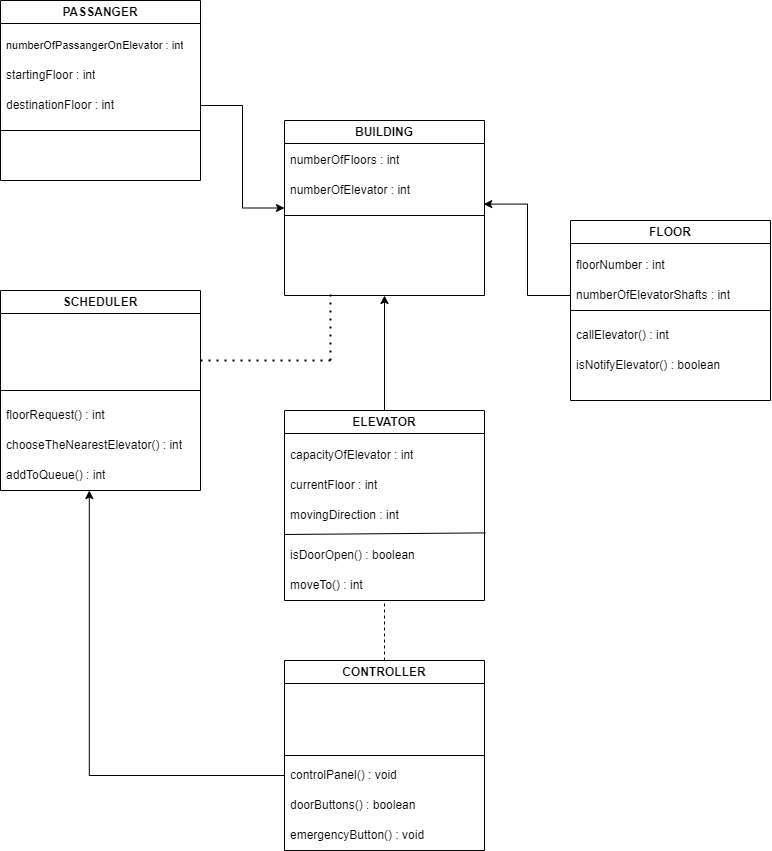 PASSANGER
numberOfPassangerOnElevator : int
startingFloor : int
destinationFloor : int
BUILDING
numberOfFloors : int
numberOfElevator : int
FLOOR
floorNumber : int
numberOfElevatorShafts : int
callElevator() : int
isNotifyElevator() : boolean
SCHEDULER
floorRequest() : int
chooseTheNearestElevator() : int
addToQueue() : int
ELEVATOR
capacityOfElevator : int
currentFloor : int
movingDirection : int
isDoorOpen() : boolean
moveTo() : int
CONTROLLER
controlPanel() : void
doorButtons() : boolean
emergencyButton() : void